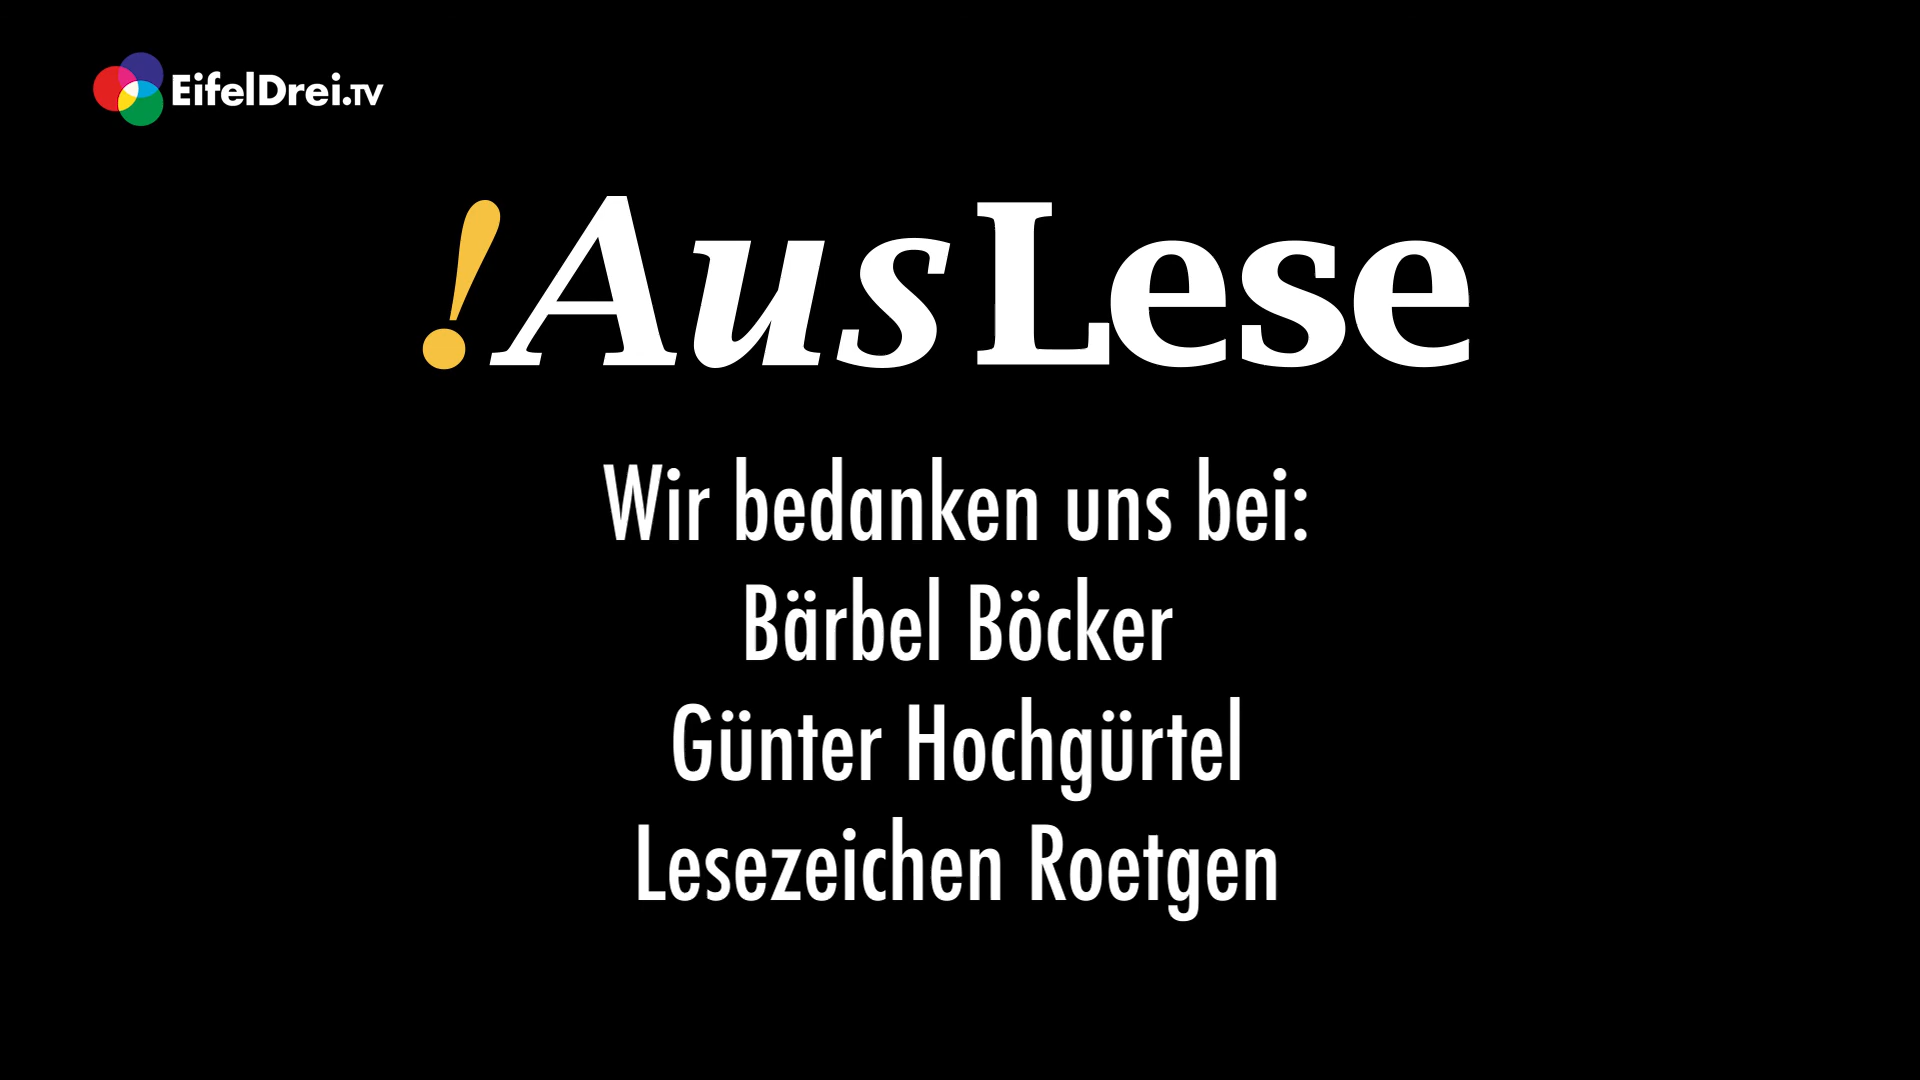 EifelDrei.TV
!AusLese
Wir bedanken uns bei:
Bärbel Böcker
Günter Hochgürtel
Lesezeichen Roetgen